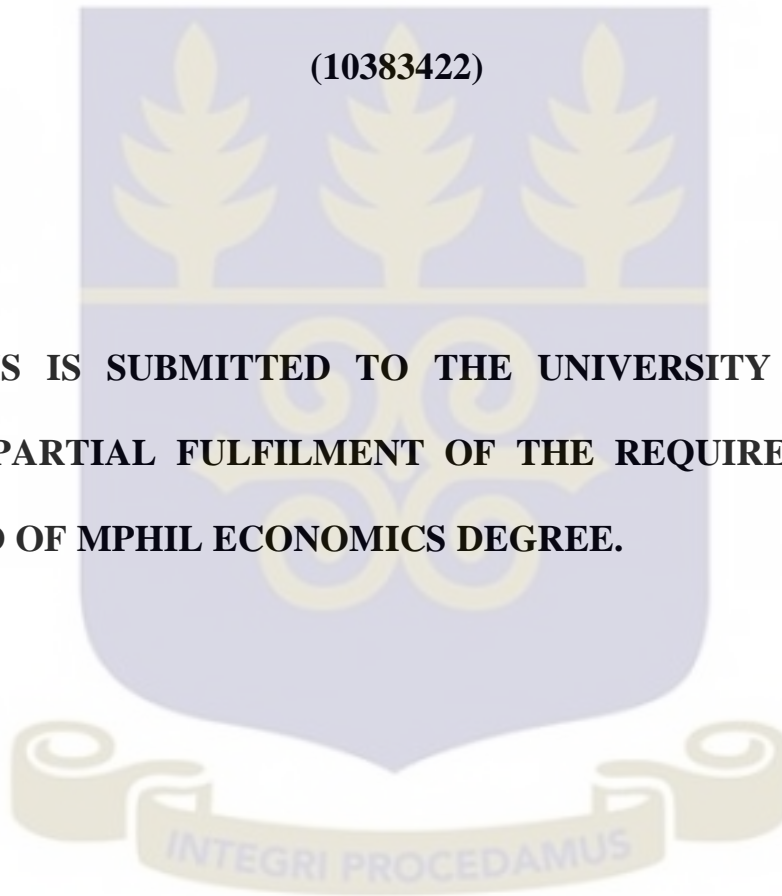 (10383422)
S IS SUBMITTED TO THE UNIVERSITY
PARTIAL FULFILMENT OF THE REQUIRE
OF MPHIL ECONOMICS DEGREE.
INTEGRI PROCEDAMUS